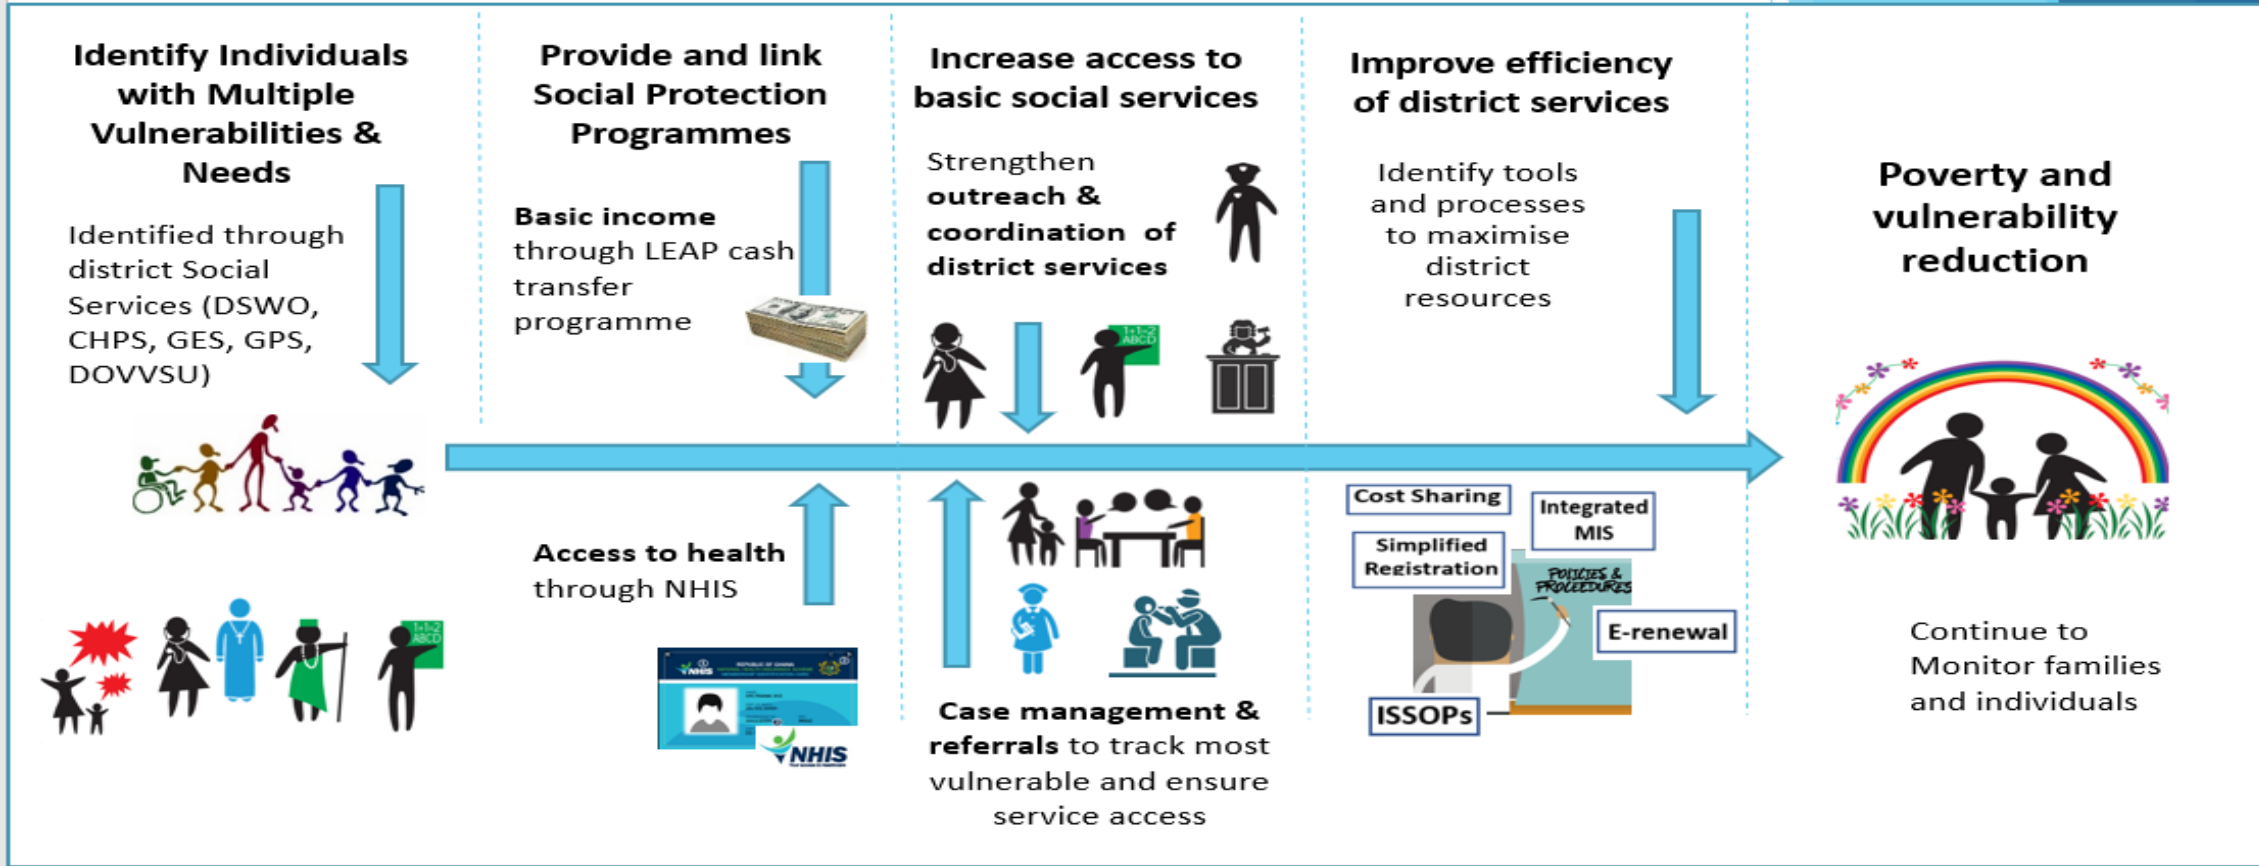 Identify Individuals
with Multiple
Vulnerabilities &
Needs
Identified through
district Social
Services (DSWO,
CHPS, GES, GPS,
DOVVSU)
1+1=2
ABCD
Provide and link
Social Protection
Programmes
Basic income
through LEAP cash
transfer
programme
Access to health
through NHIS
NHIS
REPUBLIC OF GHANA
NHIS
Increase access to
basic social services
Strengthen
outreach &
coordination of
district services
1+1=2
ABCD
Case management &
referrals to track most
vulnerable and ensure
service access
Improve efficiency
of district services
Identify tools
and processes
to maximise
district
resources
Cost Sharing
Integrated
MIS
Simplified
Registration
POLICIES &
PROCEEDURES
E-renewal
ISSOPs
Poverty and
vulnerability
reduction
Continue to
Monitor families
and individuals